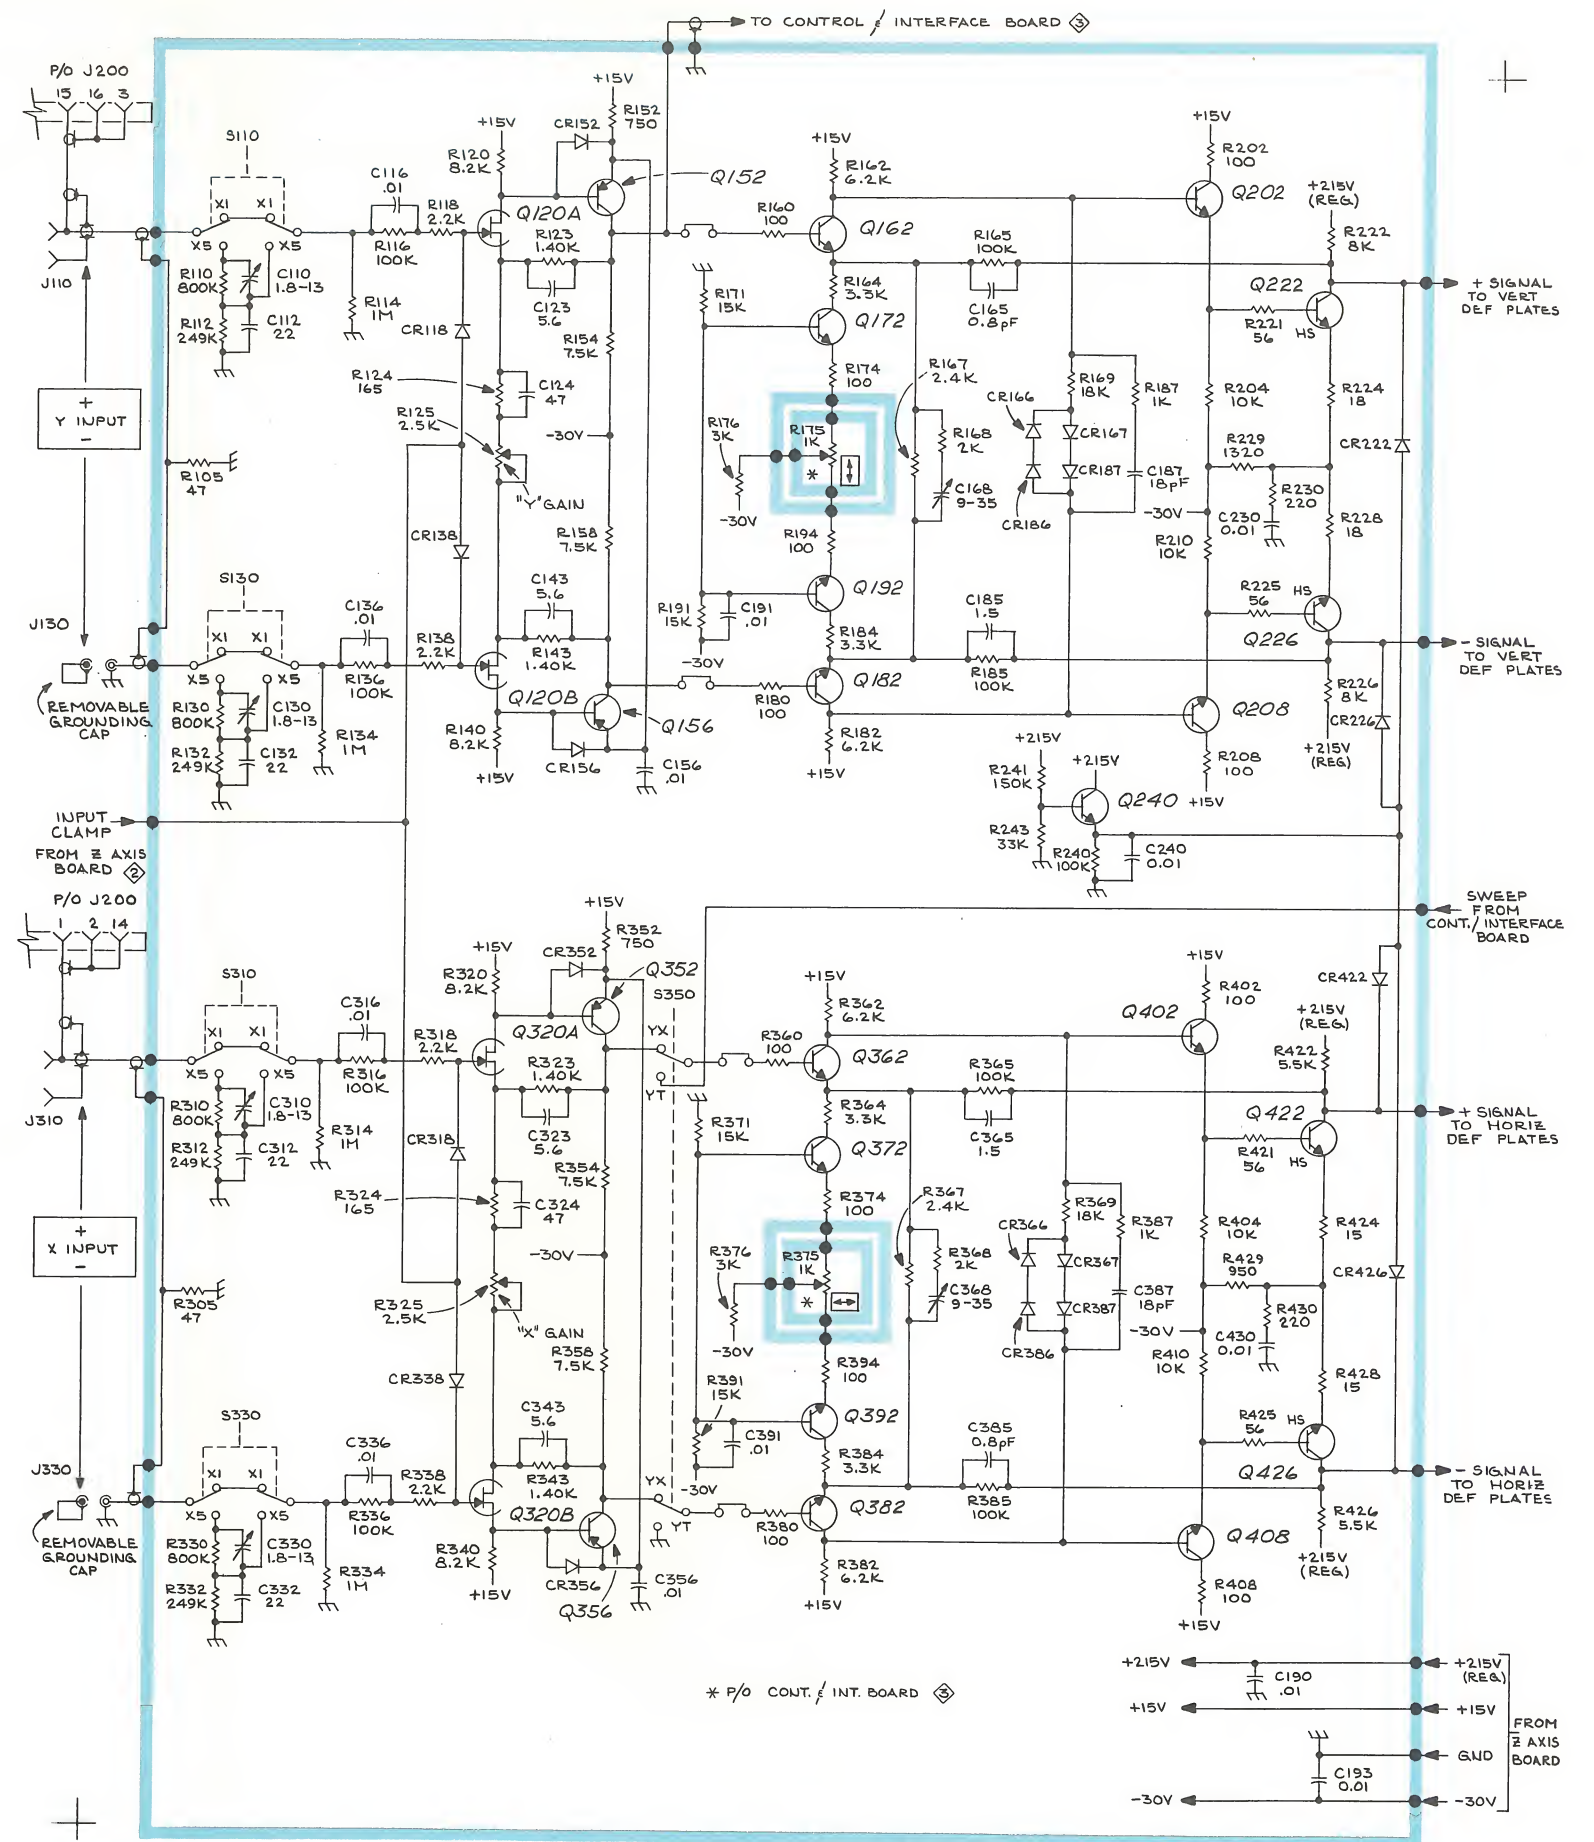 TO CONTROL & INTERFACE BOARD 3
P/O J200
15 16 3
S110
X1 X1
X5 X5
J110
R110
800K
C110
1.8-13
R112
249K
C112
22
C116
.01
R116
100K
R118
2.2K
R114
1M
+15V
R120
8.2K
CR152
+15V
R152
750
Q152
Q120A
R123
1.40K
C123
5.6
CR118
R154
7.5K
R124
165
C124
47
R125
2.5K
-30V
"Y" GAIN
+
Y INPUT
-
R105
47
CR138
R158
7.5K
S130
X1 X1
X5 X5
J130
REMOVABLE
GROUNDING
CAP
R130
800K
C130
1.8-13
R132
249K
C132
22
C136
.01
R136
100K
R138
2.2K
R134
1M
C143
5.6
R143
1.40K
Q120B
R140
8.2K
+15V
CR156
Q156
C156
.01
+15V
R162
6.2K
R160
100
Q162
R171
15K
R164
3.3K
Q172
R174
100
R165
100K
C165
0.8pF
R167
2.4K
R176
3K
-30V
R175
1K
*
R168
2K
C168
9-35
R194
100
Q192
R191
15K
C191
.01
-30V
R184
3.3K
Q182
R180
100
R182
6.2K
+15V
C185
1.5
R185
100K
CR166
CR186
R169
18K
CR167
CR187
R187
1K
C187
18pF
+15V
R202
100
Q202
+215V
(REG)
R222
8K
Q222
HS
R221
56
R204
10K
R224
18
R229
1320
R230
220
C230
0.01
-30V
R210
10K
R228
18
R225
56
HS
Q226
R226
8K
+215V
(REG)
CR222
CR226
Q208
R208
100
+15V
+ SIGNAL
TO VERT
DEF PLATES
- SIGNAL
TO VERT
DEF PLATES
+215V
R241
150K
+215V
Q240
R243
33K
R240
100K
C240
0.01
INPUT
CLAMP
FROM Z AXIS
BOARD 2
P/O J200
1 2 14
SWEEP
FROM
CONT./INTERFACE
BOARD
S310
X1 X1
X5 X5
J310
R310
800K
C310
1.8-13
R312
249K
C312
22
C316
.01
R316
100K
R318
2.2K
R314
1M
+15V
R320
8.2K
CR352
+15V
R352
750
Q352
Q320A
R323
1.40K
C323
5.6
CR318
R354
7.5K
R324
165
C324
47
-30V
R325
2.5K
"X" GAIN
+
X INPUT
-
R305
47
CR338
R358
7.5K
S330
X1 X1
X5 X5
J330
REMOVABLE
GROUNDING
CAP
R330
800K
C330
1.8-13
R332
249K
C332
22
C336
.01
R336
100K
R338
2.2K
R334
1M
C343
5.6
R343
1.40K
Q320B
R340
8.2K
+15V
CR356
Q356
C356
.01
S350
YX
YT
YX
YT
+15V
R362
6.2K
R360
100
Q362
R371
15K
R364
3.3K
Q372
R374
100
R365
100K
C365
1.5
R367
2.4K
R376
3K
-30V
R375
1K
*
R368
2K
C368
9-35
R394
100
Q392
R391
15K
C391
.01
-30V
R384
3.3K
Q382
R380
100
R382
6.2K
+15V
C385
0.8pF
R385
100K
CR366
CR386
R369
18K
CR367
CR387
R387
1K
C387
18pF
+15V
R402
100
Q402
+215V
(REG)
R422
5.5K
CR422
Q422
HS
R421
56
R404
10K
R424
15
R429
950
R430
220
C430
0.01
-30V
R410
10K
R428
15
CR426
R425
56
HS
Q426
R426
5.5K
+215V
(REG)
Q408
R408
100
+15V
+ SIGNAL
TO HORIZ
DEF PLATES
- SIGNAL
TO HORIZ
DEF PLATES
* P/O CONT. & INT. BOARD 3
+215V
C190
.01
+215V
(REG)
+15V
+15V
GND
C193
0.01
-30V
-30V
FROM
Z AXIS
BOARD